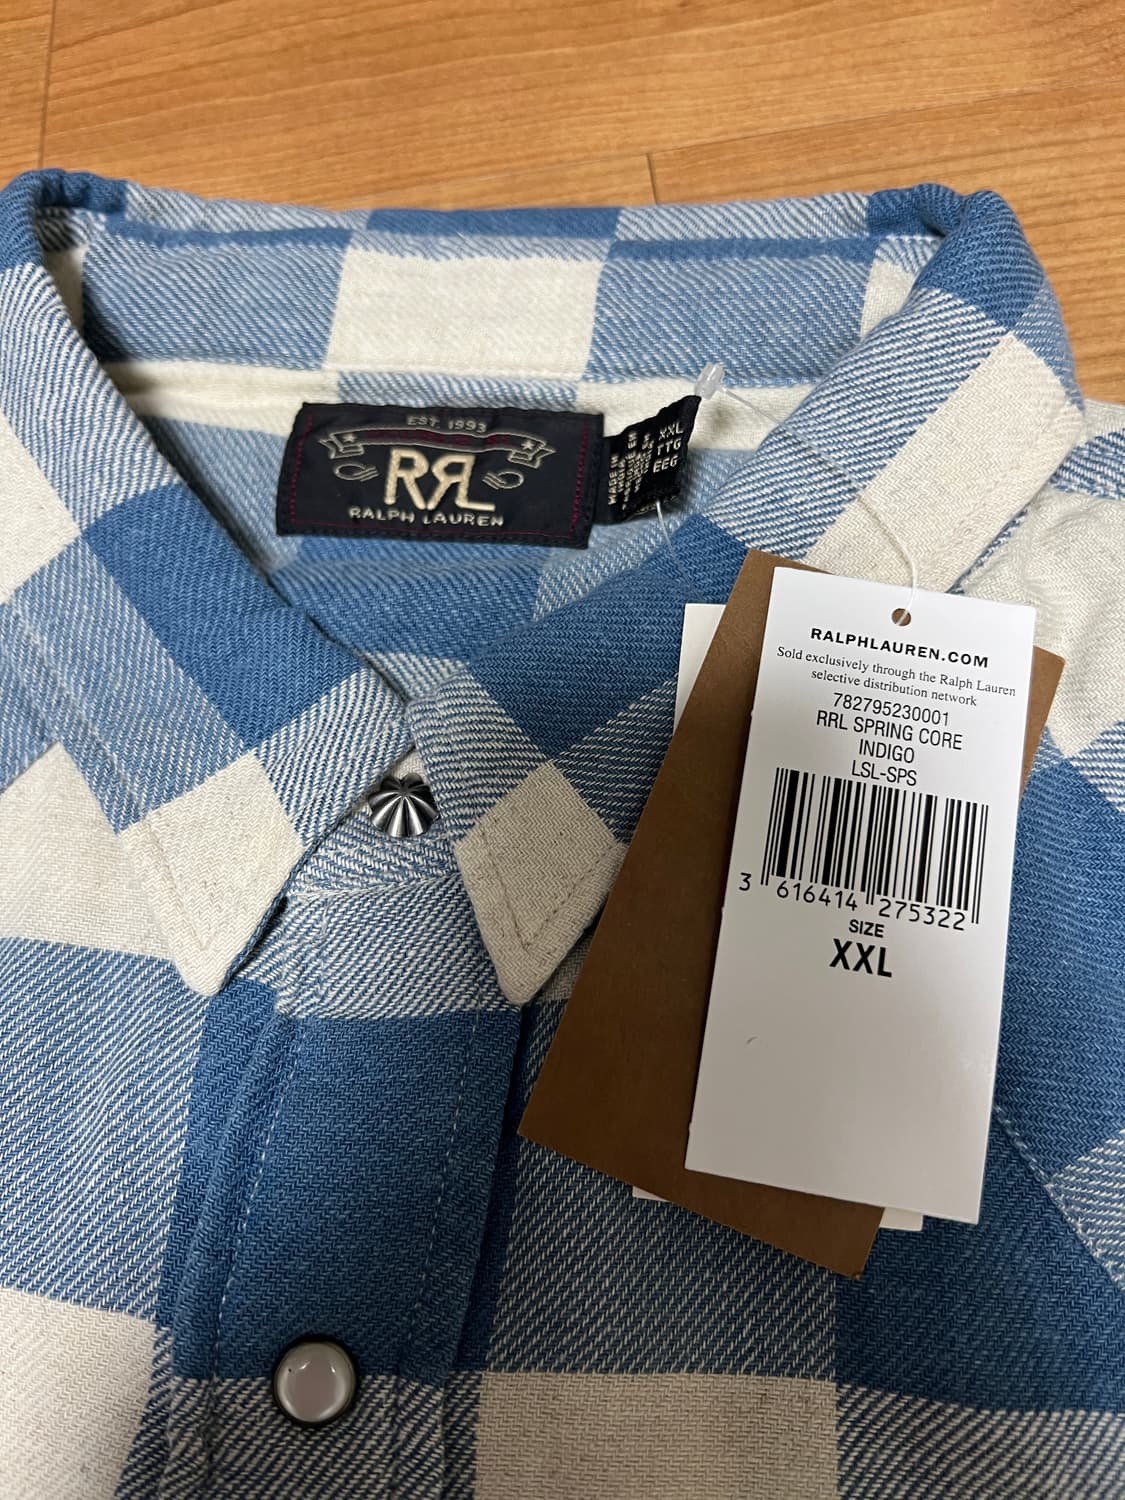 EST. 1993
RRL
RALPH LAUREN
XXL
TTG
EEG
RALPHLAUREN.COM
Sold exclusively through the Ralph Lauren
selective distribution network
782795230001
RRL SPRING CORE
INDIGO
LSL-SPS
3 616414 275322
SIZE
XXL